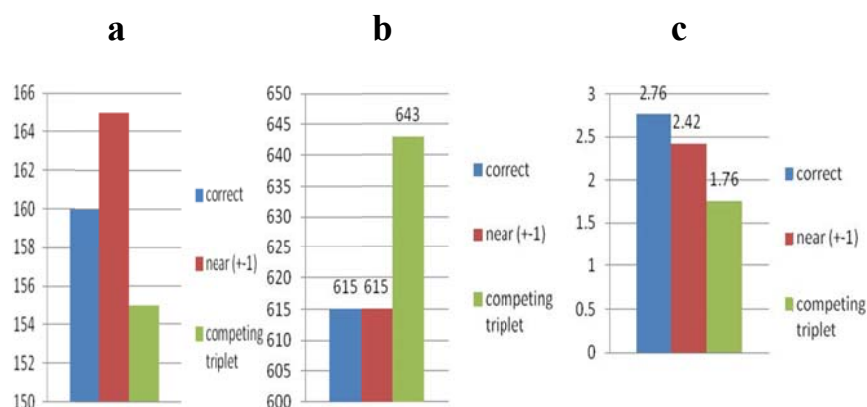 a
b
c
166
164
162
160
158
156
154
152
150
correct
near (+-1)
competing
triplet
650
645
640
635
630
625
620
615
610
605
600
615
615
643
correct
near (+-1)
competing
triplet
3
2.5
2
1.5
1
0.5
0
2.76
2.42
1.76
correct
near (+-1)
competing
triplet